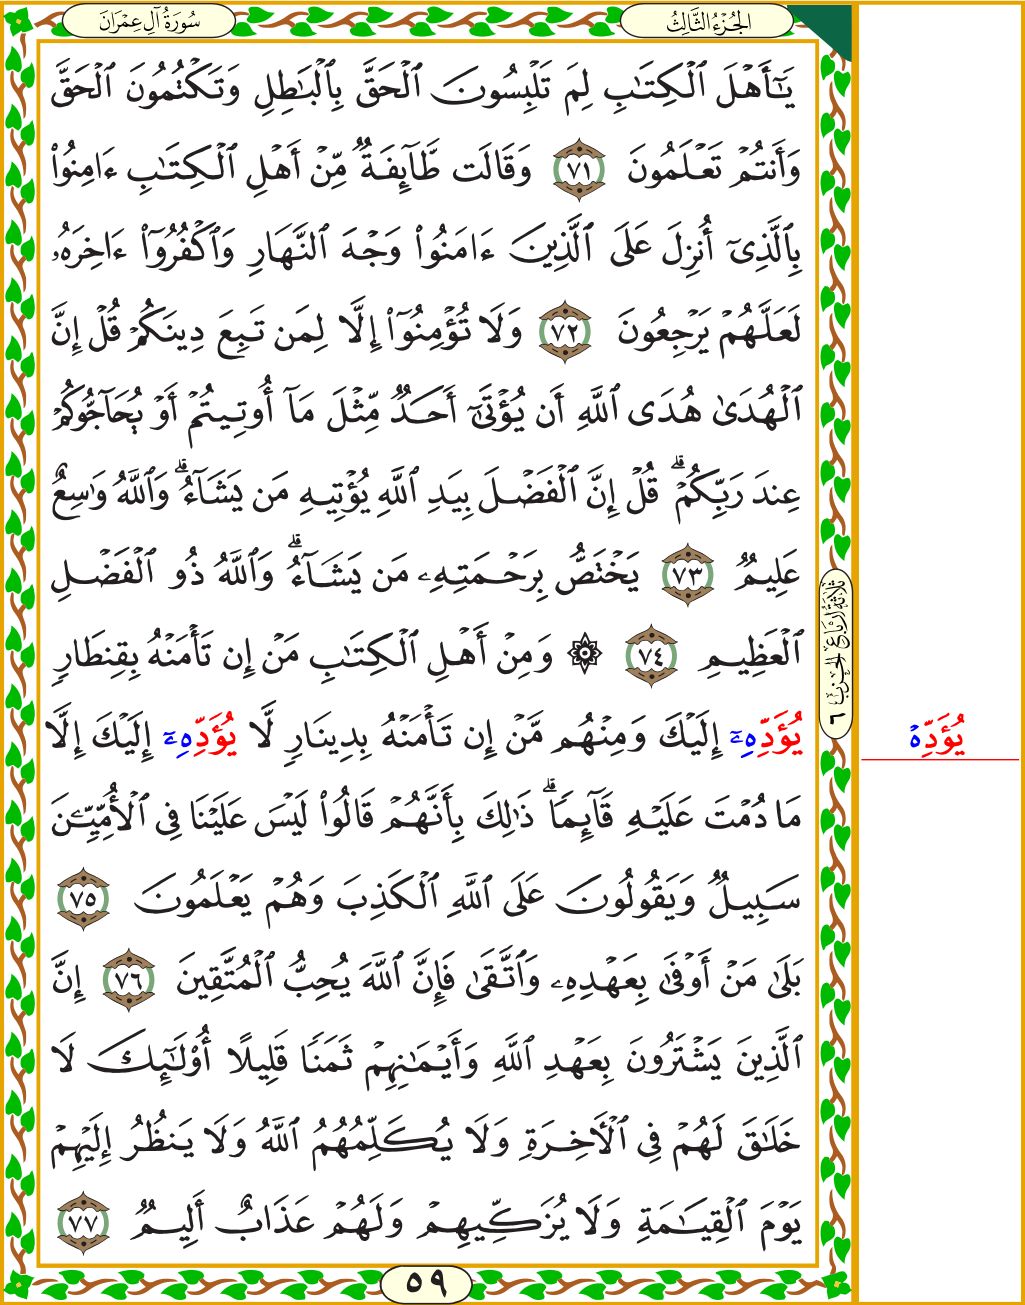 الجُزْءُ الثَّالِثُ
سُورَةُ آلِ عِمْرَانَ
يَٰٓأَهْلَ ٱلْكِتَٰبِ لِمَ تَلْبِسُونَ ٱلْحَقَّ بِٱلْبَٰطِلِ وَتَكْتُمُونَ ٱلْحَقَّ
وَأَنتُمْ تَعْلَمُونَ ٧١ وَقَالَت طَّآئِفَةٌ مِّنْ أَهْلِ ٱلْكِتَٰبِ ءَامِنُوا۟
بِٱلَّذِىٓ أُنزِلَ عَلَى ٱلَّذِينَ ءَامَنُوا۟ وَجْهَ ٱلنَّهَارِ وَٱكْفُرُوٓا۟ ءَاخِرَهُۥ
لَعَلَّهُمْ يَرْجِعُونَ ٧٢ وَلَا تُؤْمِنُوٓا۟ إِلَّا لِمَن تَبِعَ دِينَكُمْ قُلْ إِنَّ
ٱلْهُدَىٰ هُدَى ٱللَّهِ أَن يُؤْتَىٰٓ أَحَدٌ مِّثْلَ مَآ أُوتِيتُمْ أَوْ يُحَآجُّوكُمْ
عِندَ رَبِّكُمْ ۗ قُلْ إِنَّ ٱلْفَضْلَ بِيَدِ ٱللَّهِ يُؤْتِيهِ مَن يَشَآءُ ۗ وَٱللَّهُ وَٰسِعٌ
عَلِيمٌ ٧٣ يَخْتَصُّ بِرَحْمَتِهِۦ مَن يَشَآءُ ۗ وَٱللَّهُ ذُو ٱلْفَضْلِ
ٱلْعَظِيمِ ٧٤ ۞ وَمِنْ أَهْلِ ٱلْكِتَٰبِ مَنْ إِن تَأْمَنْهُ بِقِنطَارٍ
يُؤَدِّهِۦٓ إِلَيْكَ وَمِنْهُم مَّنْ إِن تَأْمَنْهُ بِدِينَارٍ لَّا يُؤَدِّهِۦٓ إِلَيْكَ إِلَّا
يُؤَدِّهْ
مَا دُمْتَ عَلَيْهِ قَآئِمًا ۗ ذَٰلِكَ بِأَنَّهُمْ قَالُوا۟ لَيْسَ عَلَيْنَا فِى ٱلْأُمِّيِّـۧنَ
سَبِيلٌ وَيَقُولُونَ عَلَى ٱللَّهِ ٱلْكَذِبَ وَهُمْ يَعْلَمُونَ ٧٥
بَلَىٰ مَنْ أَوْفَىٰ بِعَهْدِهِۦ وَٱتَّقَىٰ فَإِنَّ ٱللَّهَ يُحِبُّ ٱلْمُتَّقِينَ ٧٦ إِنَّ
ٱلَّذِينَ يَشْتَرُونَ بِعَهْدِ ٱللَّهِ وَأَيْمَٰنِهِمْ ثَمَنًا قَلِيلًا أُو۟لَٰٓئِكَ لَا
خَلَٰقَ لَهُمْ فِى ٱلْأَخِرَةِ وَلَا يُكَلِّمُهُمُ ٱللَّهُ وَلَا يَنظُرُ إِلَيْهِمْ
يَوْمَ ٱلْقِيَٰمَةِ وَلَا يُزَكِّيهِمْ وَلَهُمْ عَذَابٌ أَلِيمٌ ٧٧
ثَلَاثَةُ أَرْبَاعِ الحِزْبِ ٦
٥٩